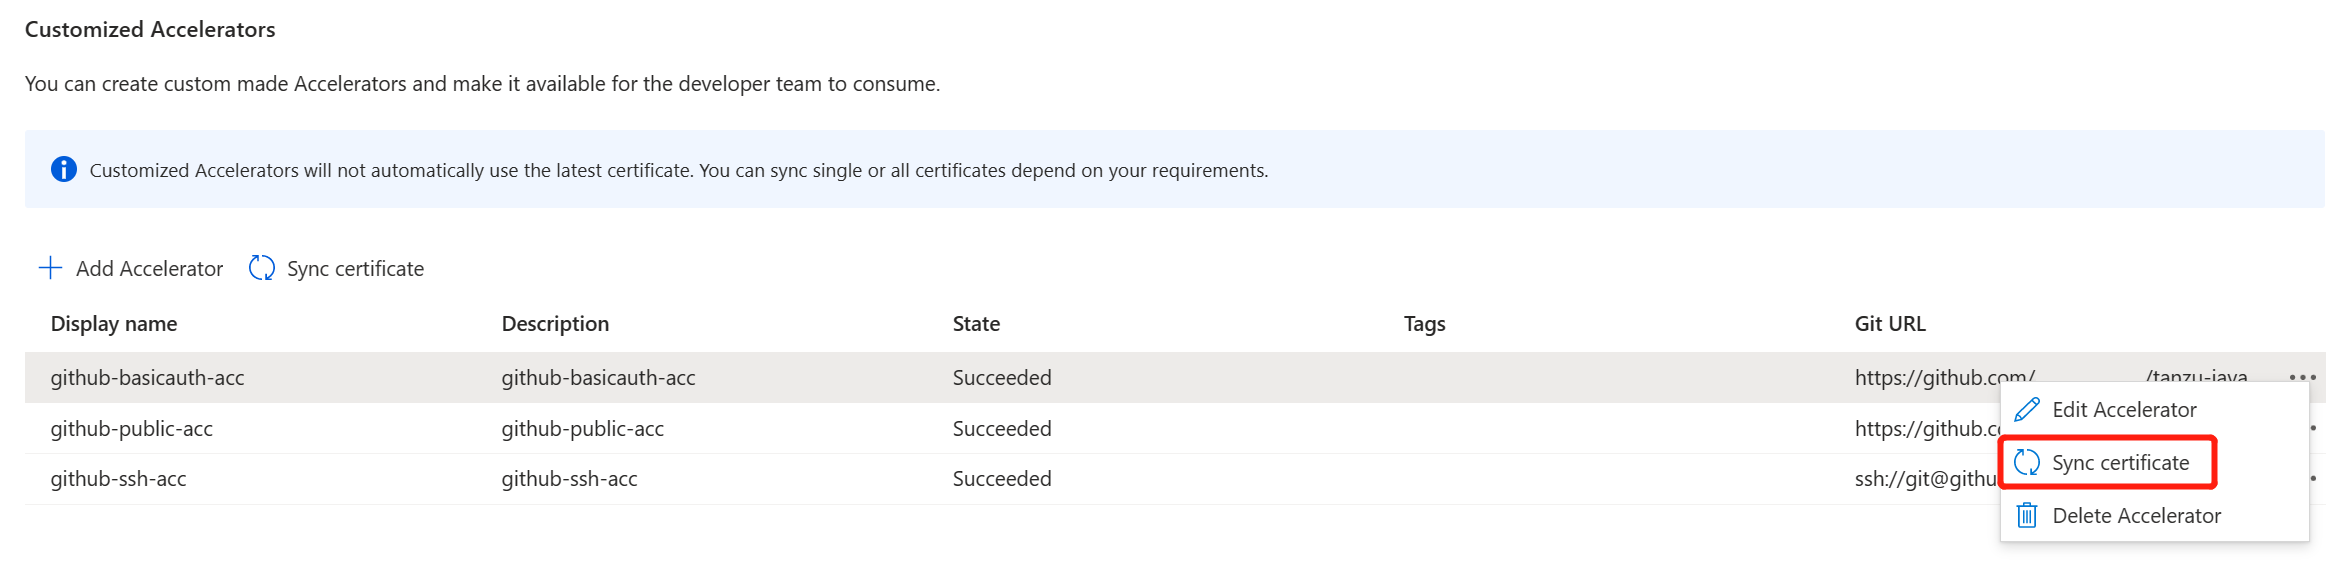 Customized Accelerators
You can create custom made Accelerators and make it available for the developer team to consume.
Customized Accelerators will not automatically use the latest certificate. You can sync single or all certificates depend on your requirements.
Add Accelerator Sync certificate
Display name Description State Tags Git URL
github-basicauth-acc github-basicauth-acc Succeeded https://github.com/ /tanzu-java
Edit Accelerator
github-public-acc github-public-acc Succeeded https://github.co
Sync certificate
github-ssh-acc github-ssh-acc Succeeded ssh://git@githu
Delete Accelerator